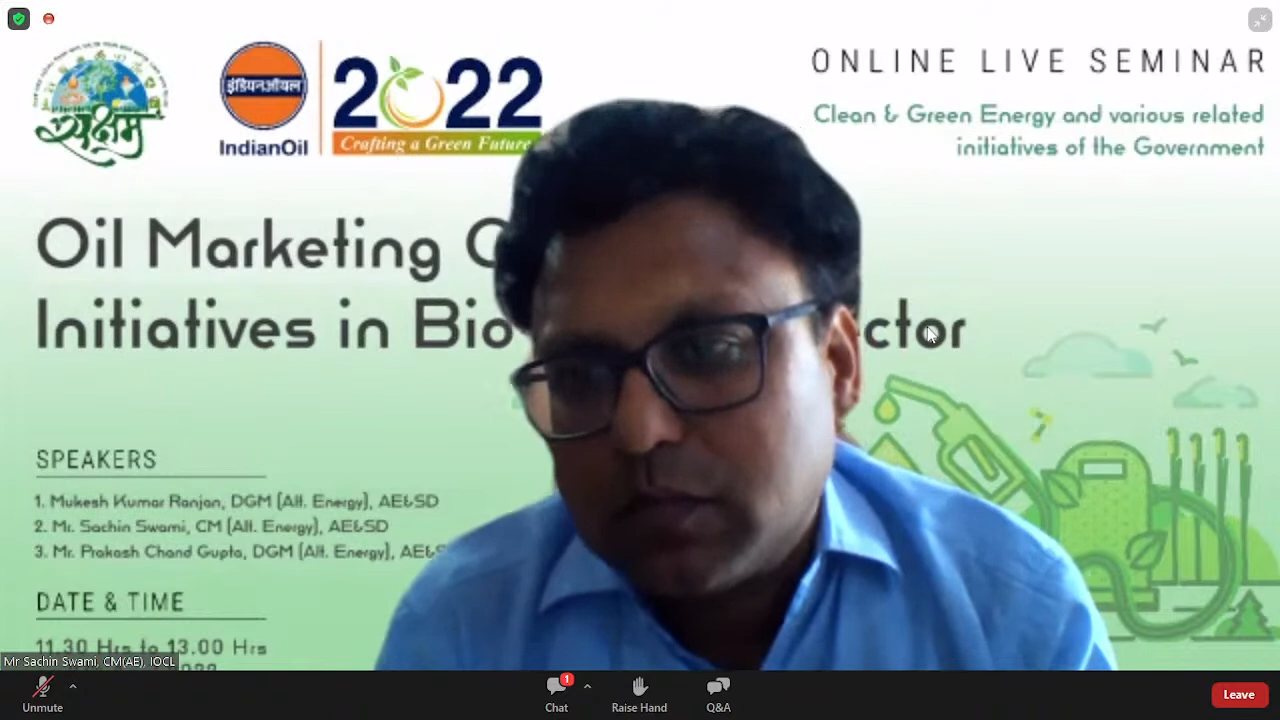 ONLINE LIVE SEMINAR
Clean & Green Energy and various related
initiatives of the Government
सक्षम
इंडियनऑयल
IndianOil
2022
Crafting a Green Future
Oil Marketing
Initiatives in Bio ctor
SPEAKERS
1. Mukesh Kumar Ranjan, DGM (Alt. Energy), AE&SD
2. Mr. Sachin Swami, CM (Alt. Energy), AE&SD
3. Mr. Prakash Chand Gupta, DGM (Alt. Energy), AE&S
DATE & TIME
11.30 Hrs to 13.00 Hrs
Mr Sachin Swami, CM(AE), IOCL
Unmute
Chat
1
Raise Hand
Q&A
Leave